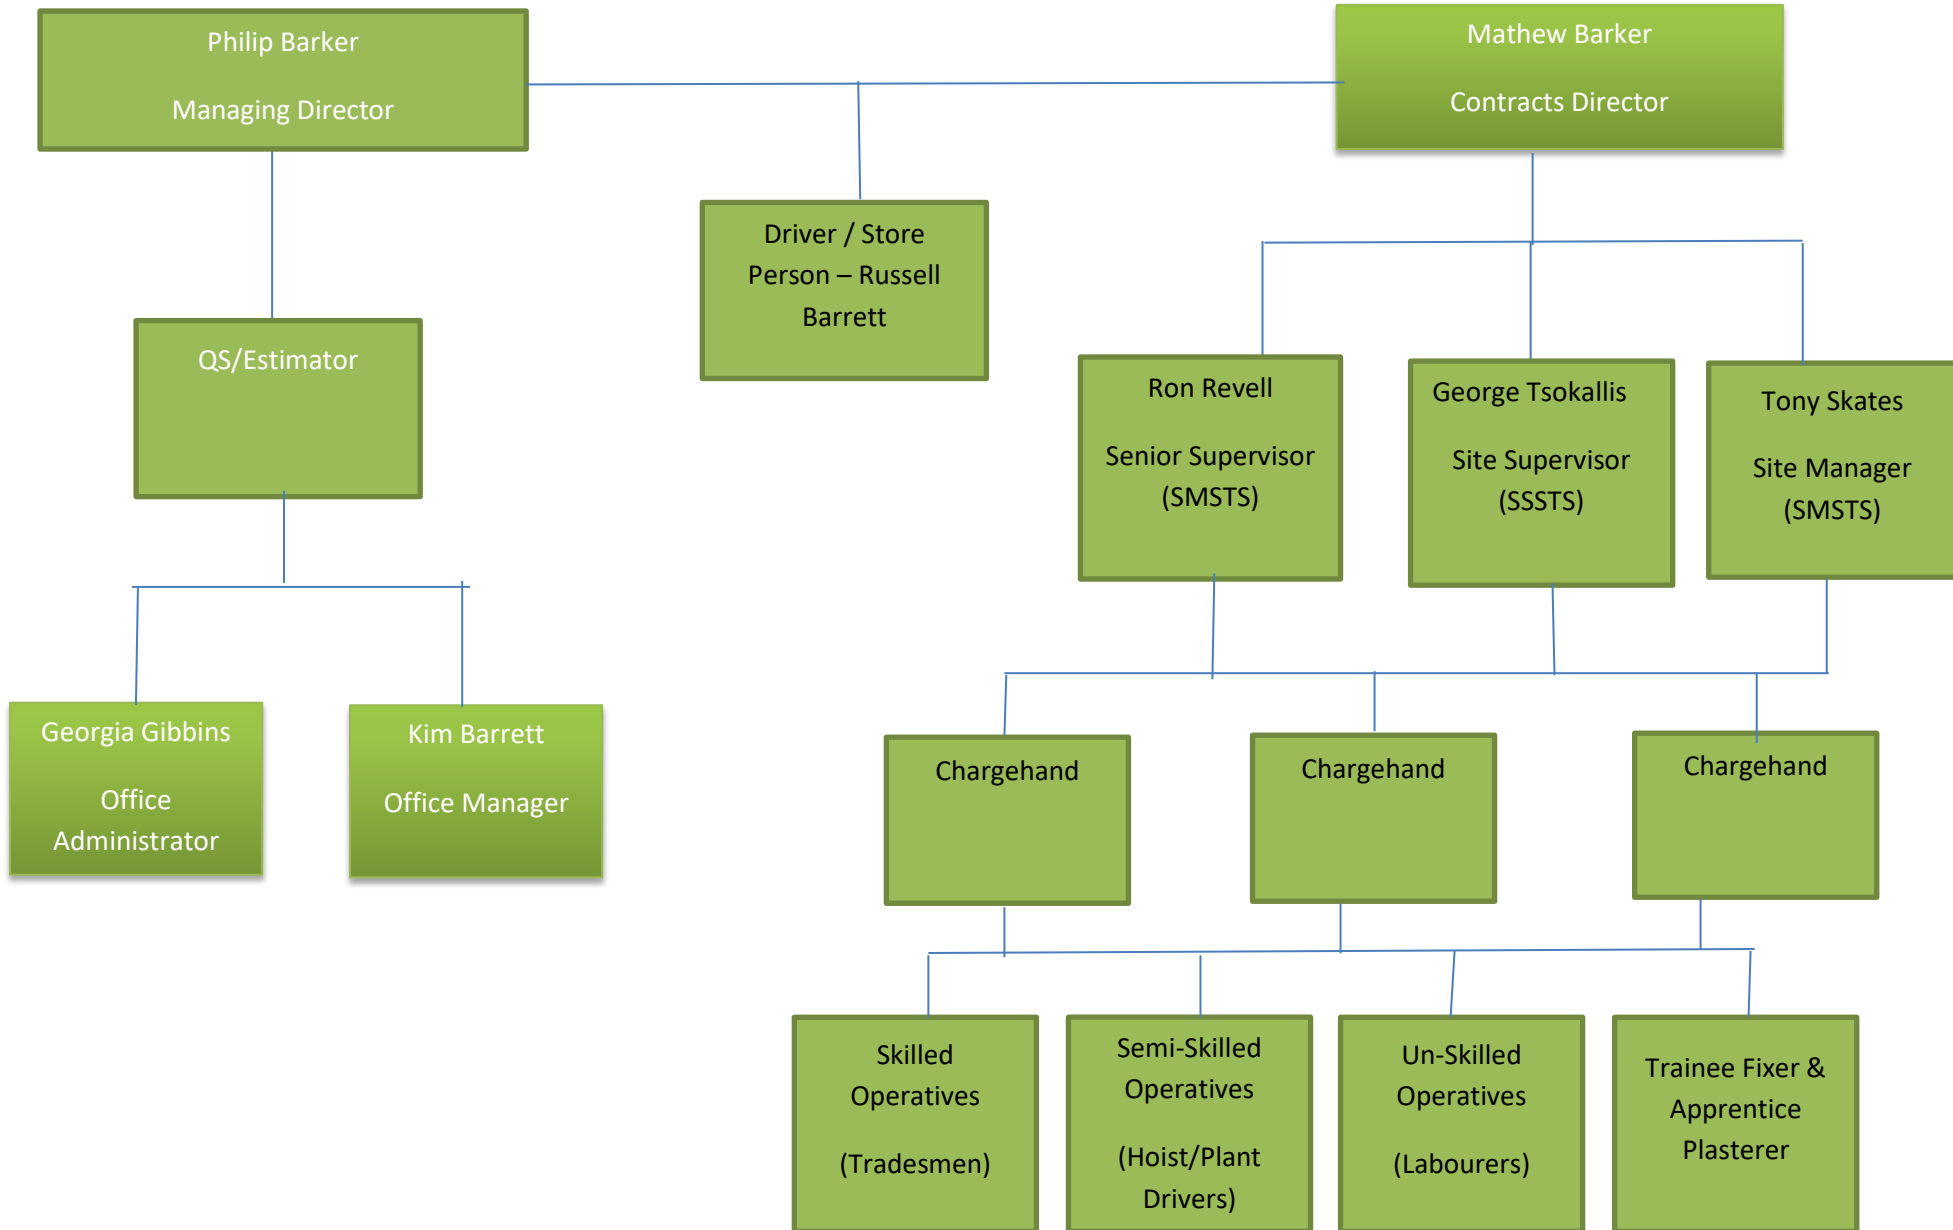 Philip Barker
Managing Director
Mathew Barker
Contracts Director
Driver / Store
Person – Russell
Barrett
QS/Estimator
Ron Revell
Senior Supervisor
(SMSTS)
George Tsokallis
Site Supervisor
(SSSTS)
Tony Skates
Site Manager
(SMSTS)
Georgia Gibbins
Office
Administrator
Kim Barrett
Office Manager
Chargehand
Chargehand
Chargehand
Skilled
Operatives
(Tradesmen)
Semi-Skilled
Operatives
(Hoist/Plant
Drivers)
Un-Skilled
Operatives
(Labourers)
Trainee Fixer &
Apprentice
Plasterer